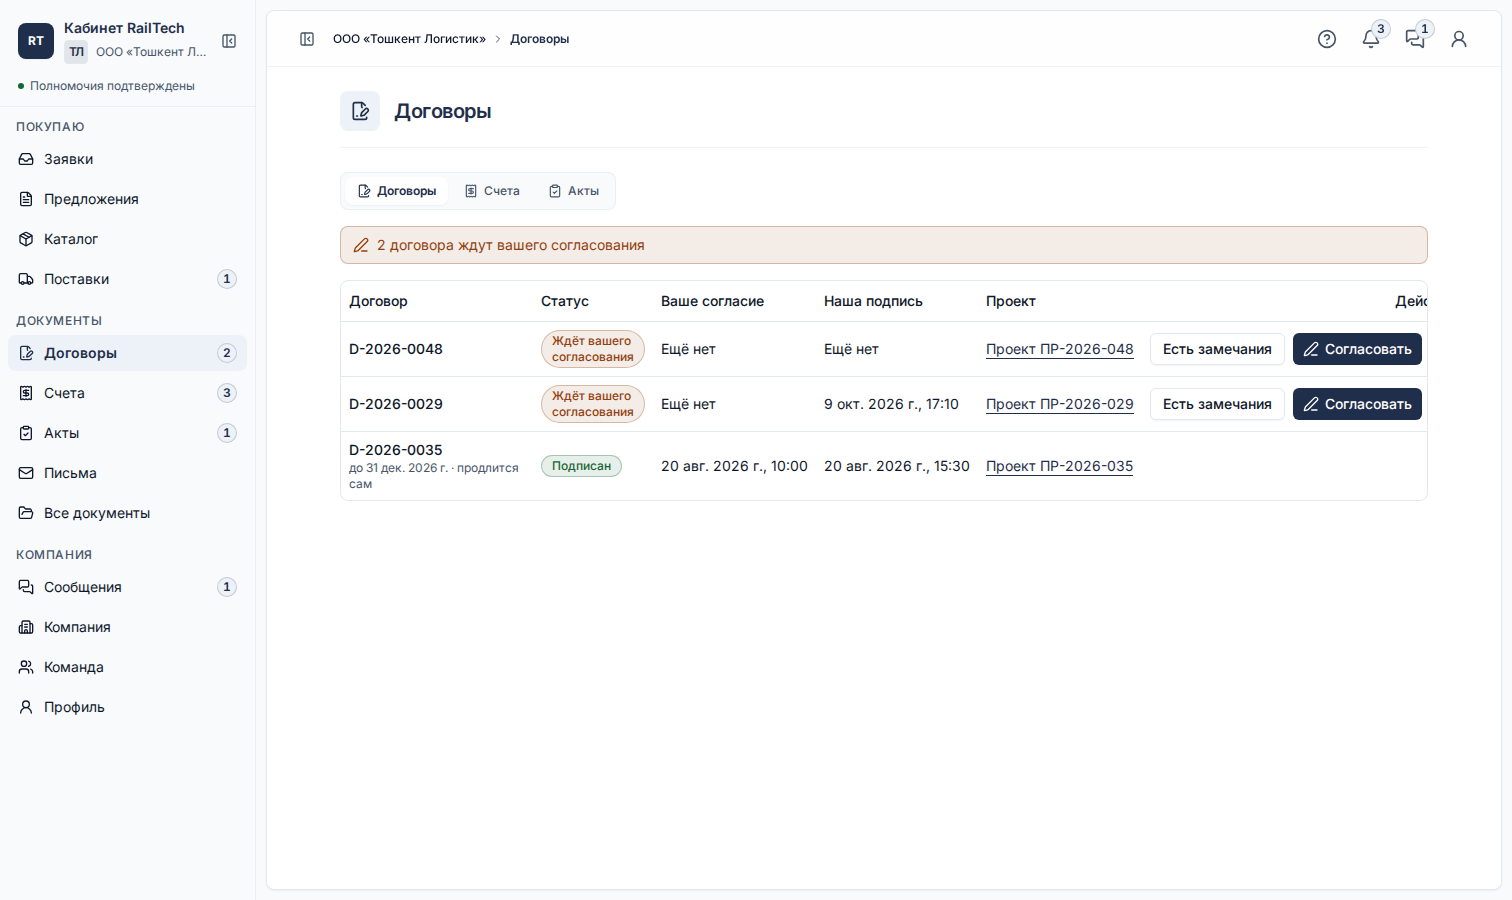 RT
Кабинет RailTech
ТЛ ООО «Тошкент Л...
Полномочия подтверждены
ПОКУПАЮ
Заявки
Предложения
Каталог
Поставки 1
ДОКУМЕНТЫ
Договоры 2
Счета 3
Акты 1
Письма
Все документы
КОМПАНИЯ
Сообщения 1
Компания
Команда
Профиль
ООО «Тошкент Логистик» › Договоры
3
1
Договоры
Договоры Счета Акты
2 договора ждут вашего согласования
Договор Статус Ваше согласие Наша подпись Проект Дейс
D-2026-0048 Ждёт вашего согласования Ещё нет Ещё нет Проект ПР-2026-048 Есть замечания Согласовать
D-2026-0029 Ждёт вашего согласования Ещё нет 9 окт. 2026 г., 17:10 Проект ПР-2026-029 Есть замечания Согласовать
D-2026-0035
до 31 дек. 2026 г. · продлится
сам
Подписан 20 авг. 2026 г., 10:00 20 авг. 2026 г., 15:30 Проект ПР-2026-035